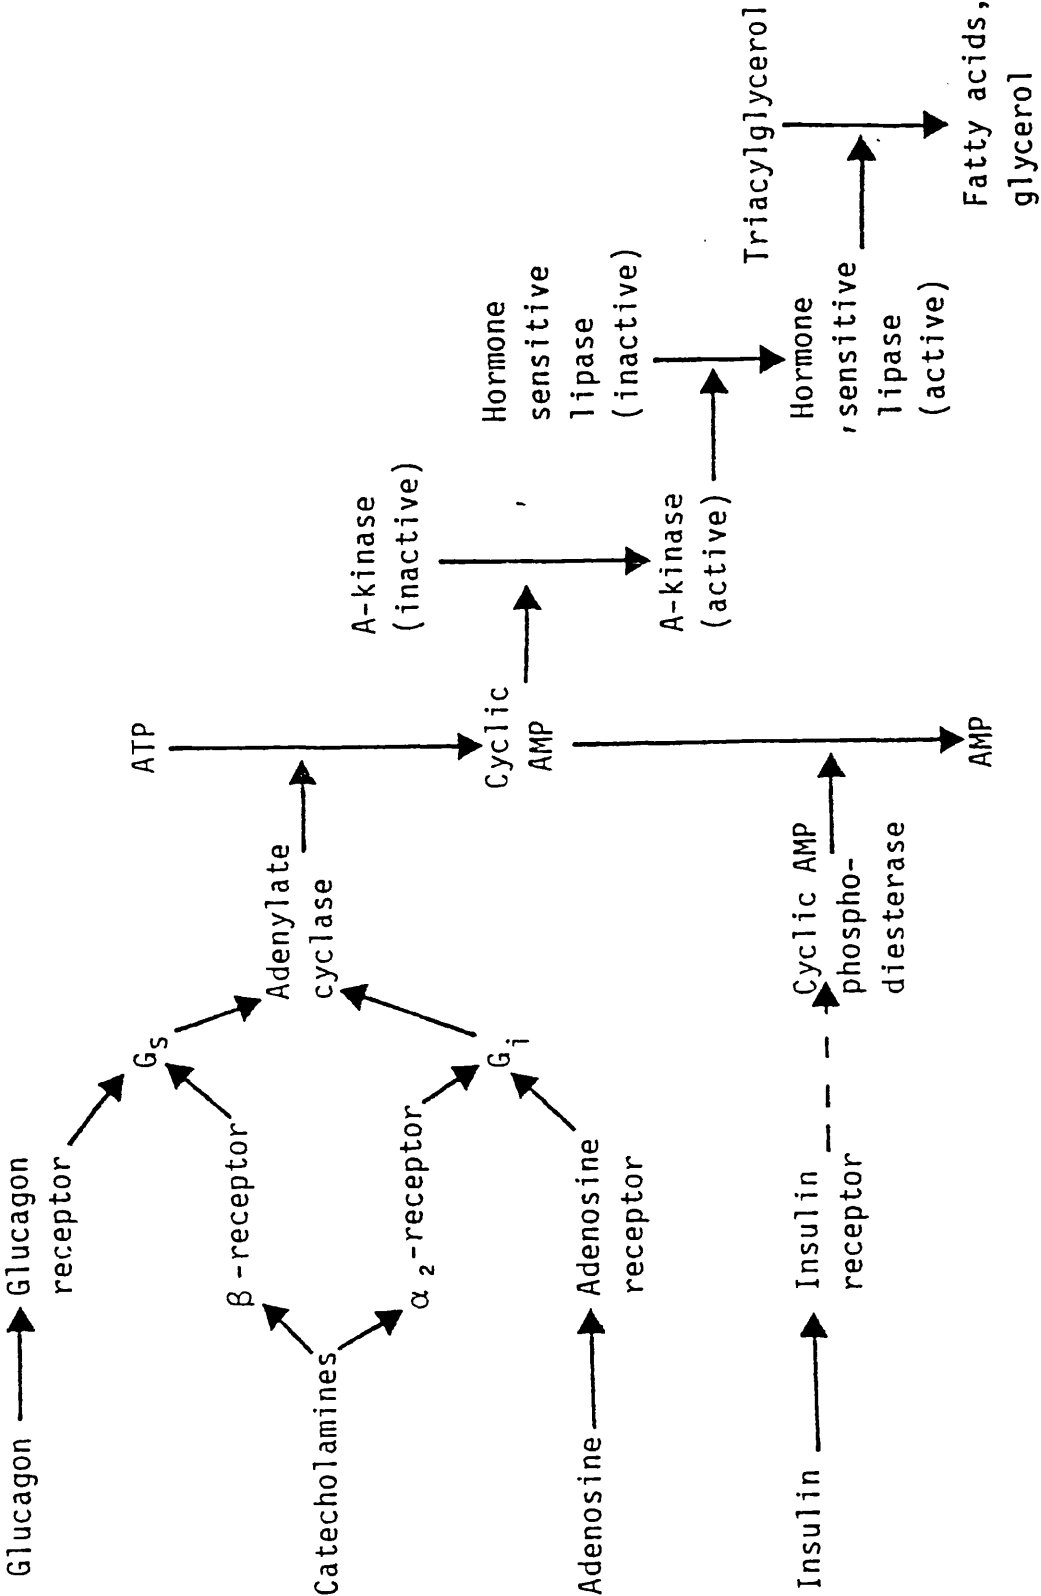 Glucagon
Glucagon
receptor
Gs
β-receptor
Catecholamines
α2-receptor
Gi
Adenosine
Adenosine
receptor
Insulin
Insulin
receptor
Adenylate
cyclase
Cyclic AMP
phospho-
diesterase
ATP
Cyclic
AMP
AMP
A-kinase
(inactive)
A-kinase
(active)
Hormone
sensitive
lipase
(inactive)
Hormone
sensitive
lipase
(active)
Triacylglycerol
Fatty acids,
glycerol